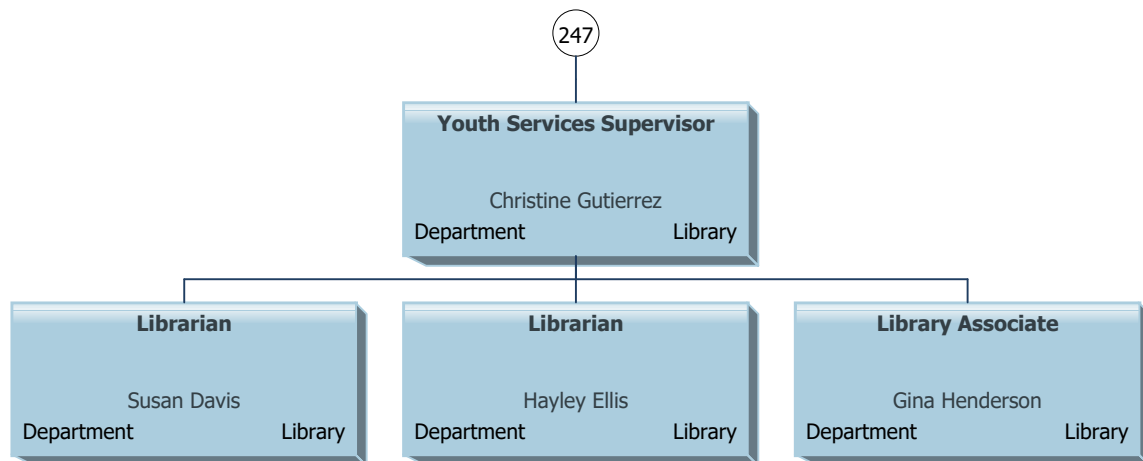 247
Youth Services Supervisor
Christine Gutierrez
Department Library
Librarian
Susan Davis
Department Library
Librarian
Hayley Ellis
Department Library
Library Associate
Gina Henderson
Department Library